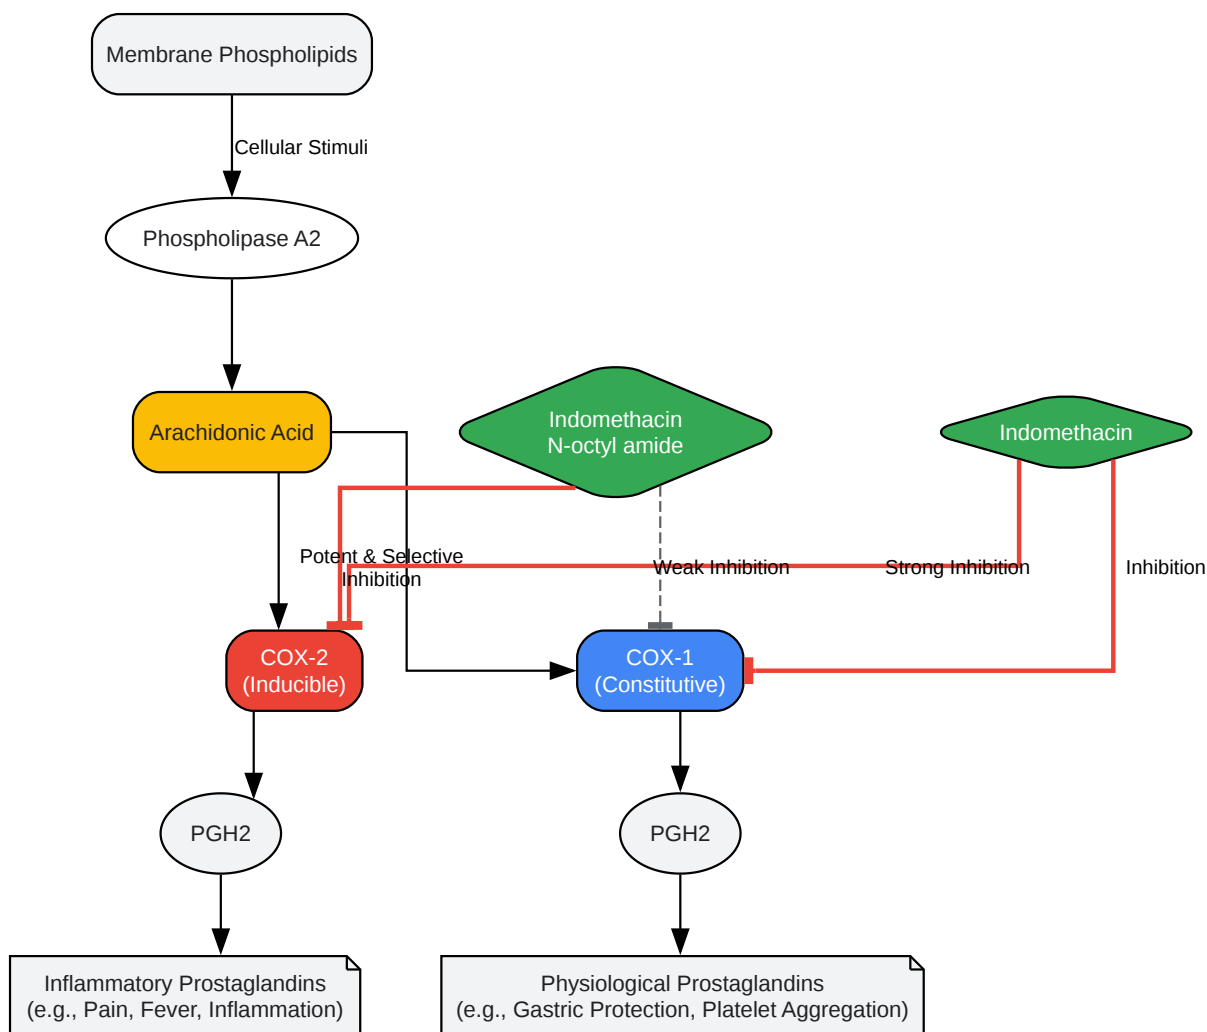 Membrane Phospholipids
Cellular Stimuli
Phospholipase A2
Arachidonic Acid
Indomethacin
N-octyl amide
Indomethacin
Potent & Selective
Inhibition
Weak Inhibition
Strong Inhibition
Inhibition
COX-2
(Inducible)
COX-1
(Constitutive)
PGH2
PGH2
Inflammatory Prostaglandins
(e.g., Pain, Fever, Inflammation)
Physiological Prostaglandins
(e.g., Gastric Protection, Platelet Aggregation)